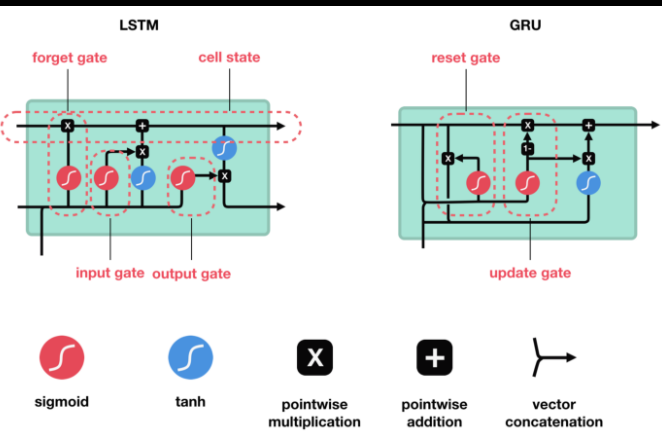 LSTM
GRU
forget gate
cell state
reset gate
x
+
x
x
x
+
1-
x
x
input gate
output gate
update gate
X
+
sigmoid
tanh
pointwise
multiplication
pointwise
addition
vector
concatenation